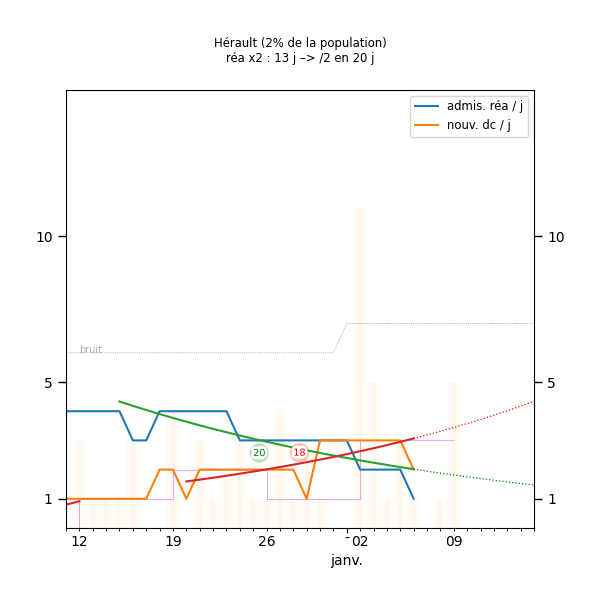 Hérault (2% de la population)
réa x2 : 13 j –> /2 en 20 j
admis. réa / j
nouv. dc / j
10 10
bruit
5 5
20 18
1 1
12 19 26 02 09
janv.